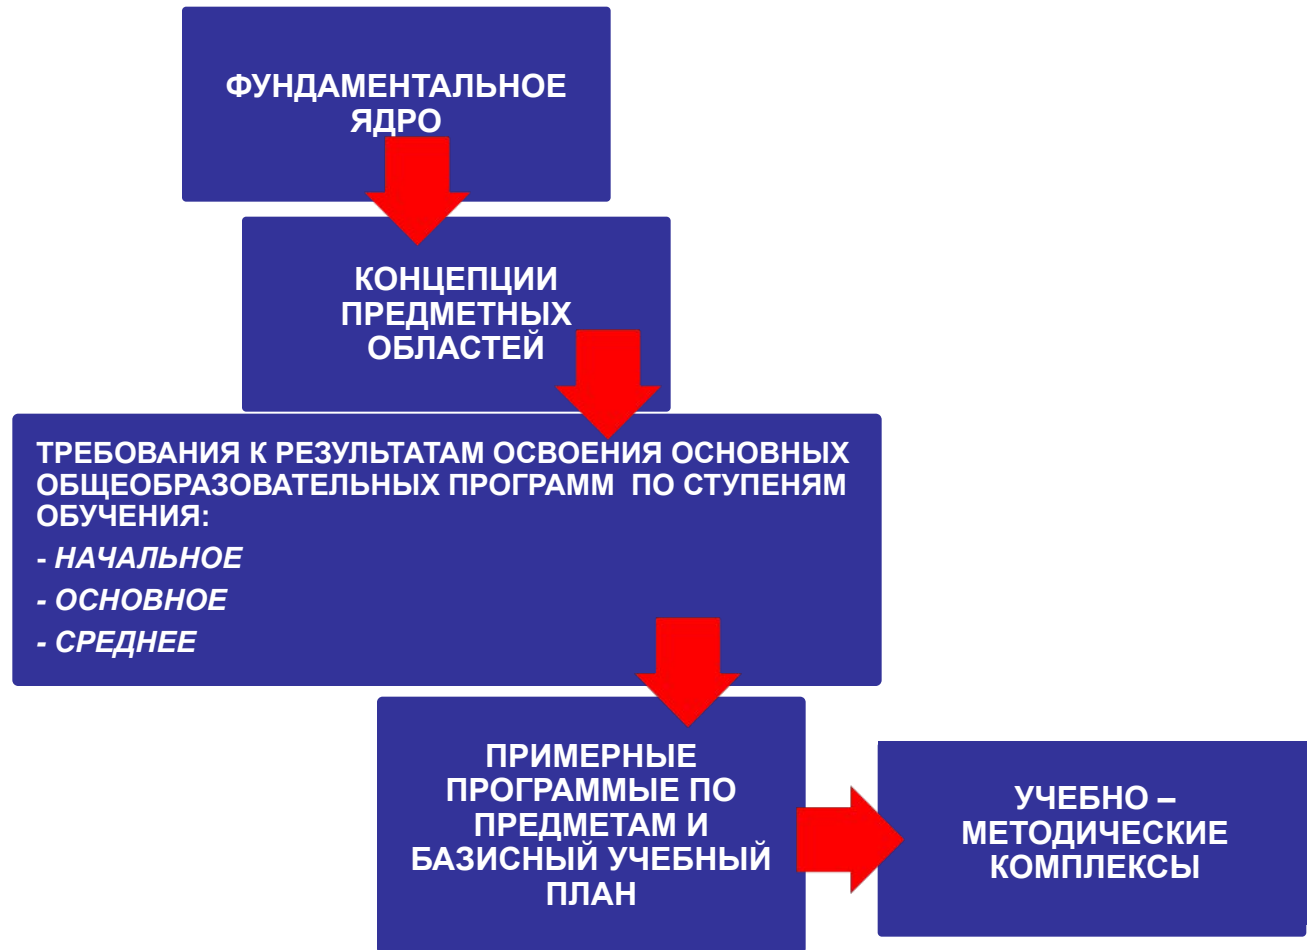 ФУНДАМЕНТАЛЬНОЕ
ЯДРО
КОНЦЕПЦИИ
ПРЕДМЕТНЫХ
ОБЛАСТЕЙ
ТРЕБОВАНИЯ К РЕЗУЛЬТАТАМ ОСВОЕНИЯ ОСНОВНЫХ
ОБЩЕОБРАЗОВАТЕЛЬНЫХ ПРОГРАММ ПО СТУПЕНЯМ
ОБУЧЕНИЯ:
- НАЧАЛЬНОЕ
- ОСНОВНОЕ
- СРЕДНЕЕ
ПРИМЕРНЫЕ
ПРОГРАММЫЕ ПО
ПРЕДМЕТАМ И
БАЗИСНЫЙ УЧЕБНЫЙ
ПЛАН
УЧЕБНО –
МЕТОДИЧЕСКИЕ
КОМПЛЕКСЫ